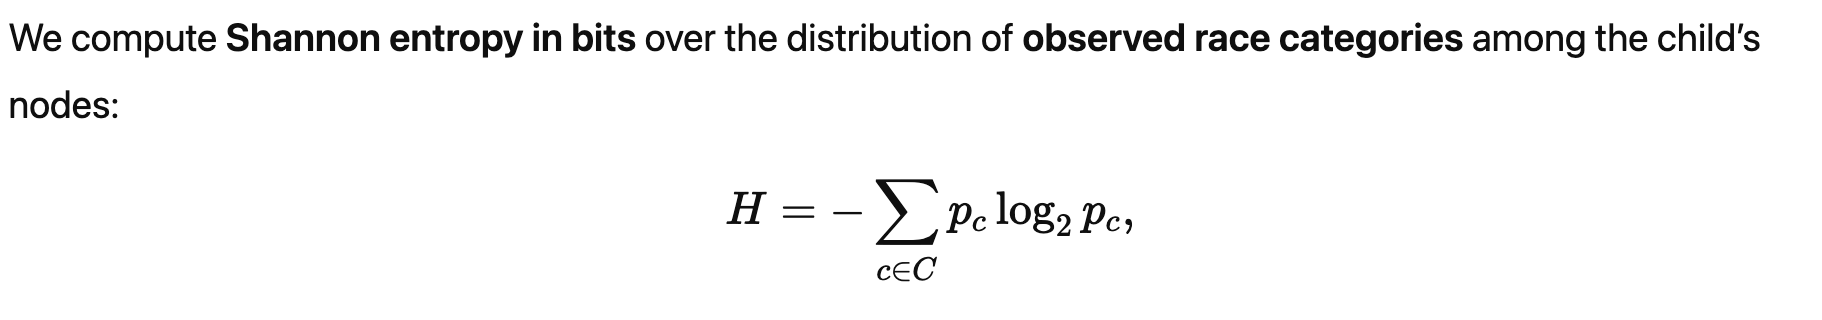 We compute Shannon entropy in bits over the distribution of observed race categories among the child's
nodes:
H = − ∑ p_c log₂ p_c,
c∈C